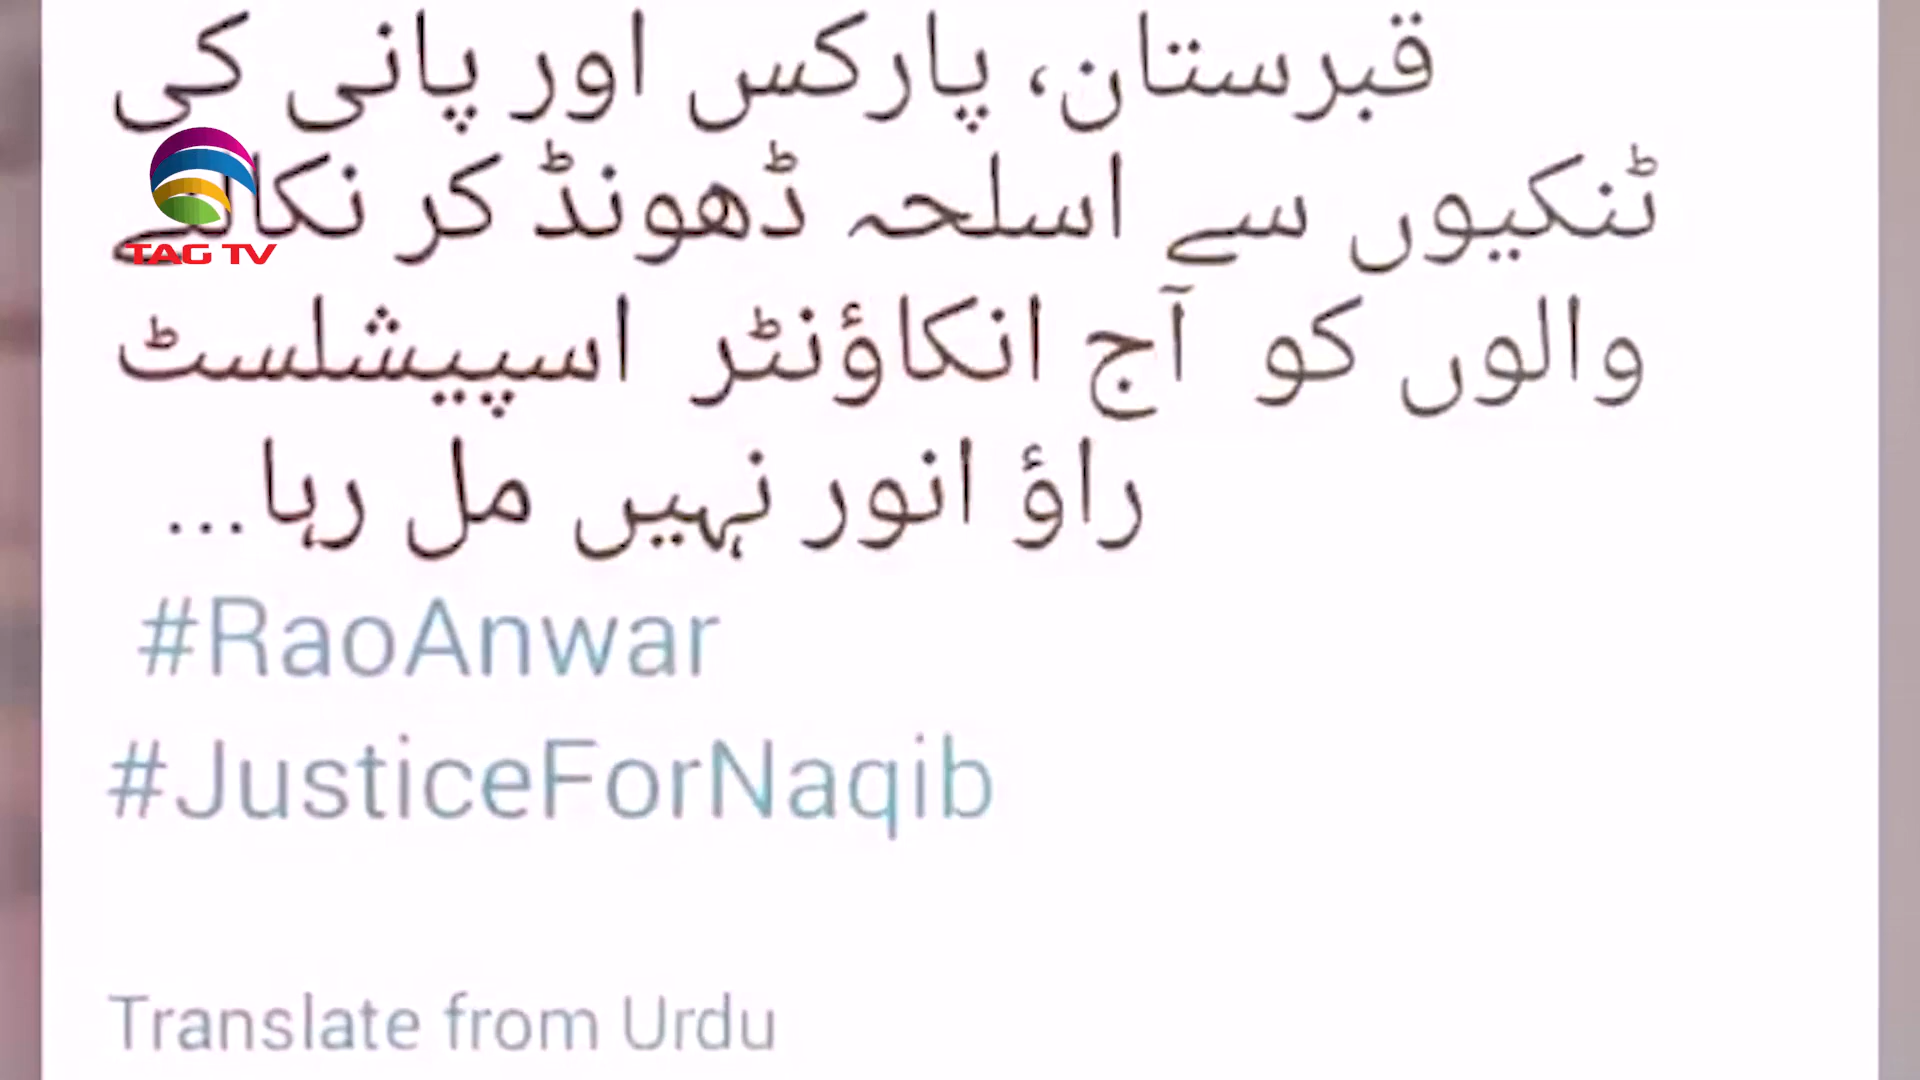 قبرستان، پارکس اور پانی کی
ٹنکیوں سے اسلحہ ڈھونڈ کر نکالنے
والوں کو آج انکاؤنٹر اسپیشلسٹ
راؤ انور نہیں مل رہا...
#RaoAnwar
#JusticeForNaqib
Translate from Urdu
TAG TV